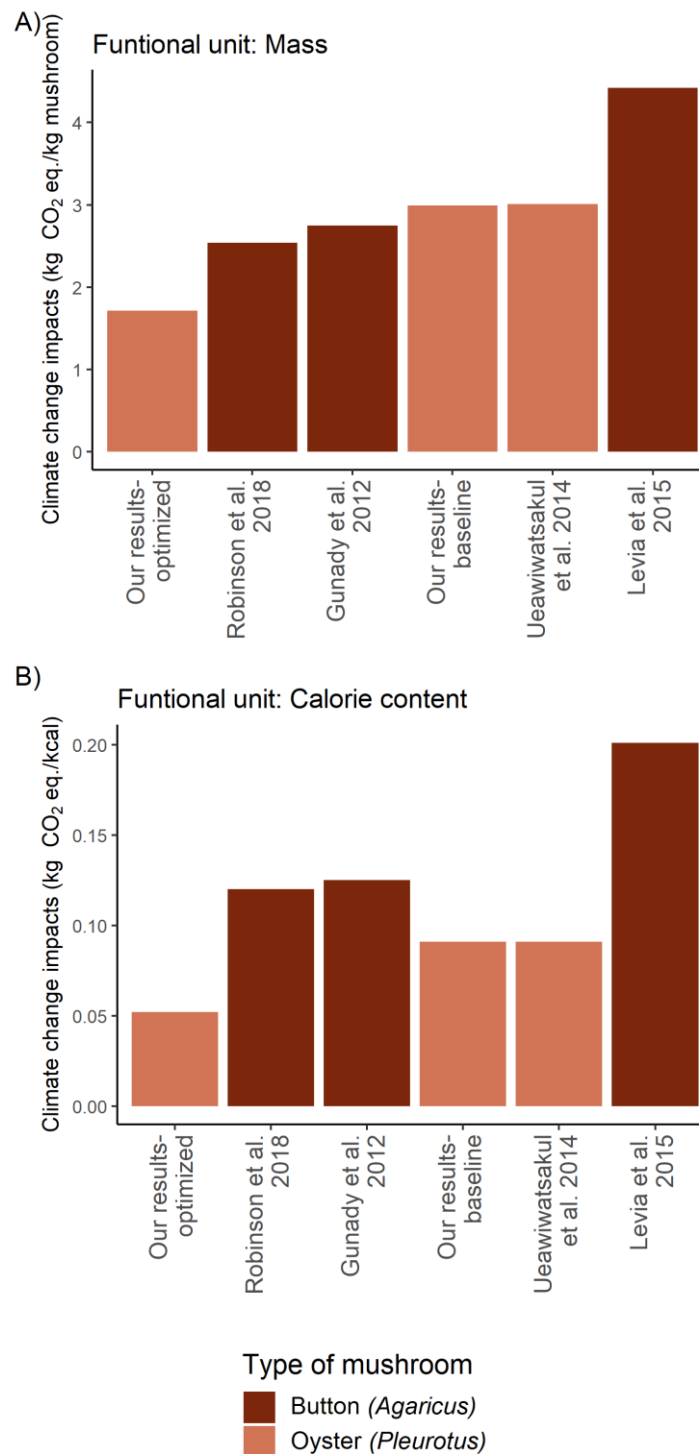 A)
Funtional unit: Mass
Climate change impacts (kg CO₂ eq./kg mushroom)
4
3
2
1
0
Our results-
optimized
Robinson et al.
2018
Gunady et al.
2012
Our results-
baseline
Ueawiwatsakul
et al. 2014
Levia et al.
2015
B)
Funtional unit: Calorie content
Climate change impacts (kg CO₂ eq./kcal)
0.20
0.15
0.10
0.05
0.00
Our results-
optimized
Robinson et al.
2018
Gunady et al.
2012
Our results-
baseline
Ueawiwatsakul
et al. 2014
Levia et al.
2015
Type of mushroom
Button (Agaricus)
Oyster (Pleurotus)